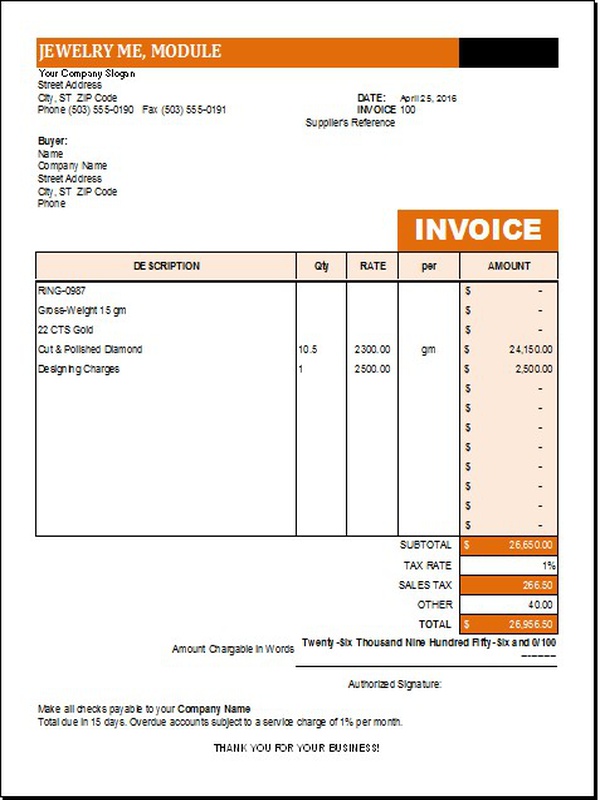 JEWELRY ME, MODULE
Your Company Slogan
Street Address
City, ST ZIP Code
DATE: April 25, 2016
Phone (503) 555-0190 Fax (503) 555-0191
INVOICE 100
Supplier's Reference
Buyer:
Name
Company Name
Street Address
City, ST ZIP Code
Phone
INVOICE
DESCRIPTION Qty RATE per AMOUNT
RING-0987 $ -
Gross-Weight 15 gm $ -
22 CTS Gold $ -
Cut & Polished Diamond 10.5 2300.00 gm $ 24,150.00
Designing Charges 1 2500.00 $ 2,500.00
$ -
$ -
$ -
$ -
$ -
$ -
$ -
$ -
SUBTOTAL $ 26,650.00
TAX RATE 1%
SALES TAX 266.50
OTHER 40.00
TOTAL $ 26,956.50
Amount Chargable in Words Twenty-Six Thousand Nine Hundred Fifty-Six and 0/100
----------
Authorized Signature:
Make all checks payable to your Company Name
Total due in 15 days. Overdue accounts subject to a service charge of 1% per month.
THANK YOU FOR YOUR BUSINESS!